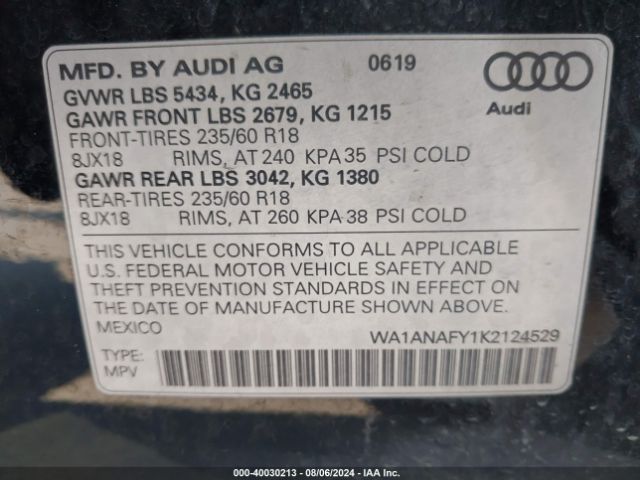 MFD. BY AUDI AG 0619
GVWR LBS 5434, KG 2465
GAWR FRONT LBS 2679, KG 1215
Audi
FRONT-TIRES 235/60 R18
8JX18 RIMS, AT 240 KPA 35 PSI COLD
GAWR REAR LBS 3042, KG 1380
REAR-TIRES 235/60 R18
8JX18 RIMS, AT 260 KPA 38 PSI COLD
THIS VEHICLE CONFORMS TO ALL APPLICABLE
U.S. FEDERAL MOTOR VEHICLE SAFETY AND
THEFT PREVENTION STANDARDS IN EFFECT ON
THE DATE OF MANUFACTURE SHOWN ABOVE.
MEXICO WA1ANAFY1K2124529
TYPE:
MPV
000-40030213 - 08/06/2024 - IAA Inc.